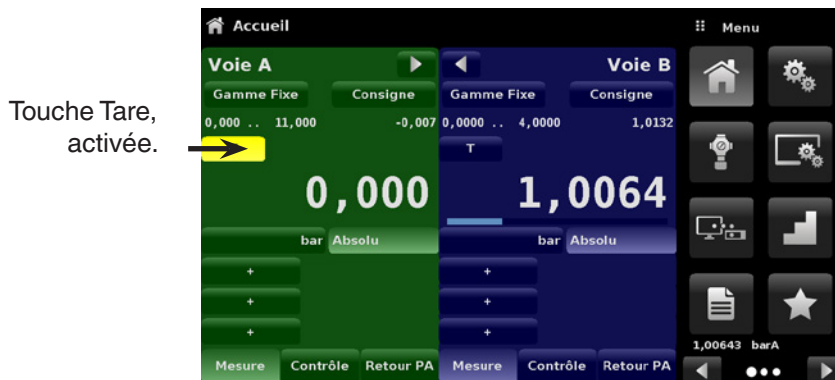 Touche Tare,
activée.
Accueil
Menu
Voie A
Voie B
Gamme Fixe
Consigne
Gamme Fixe
Consigne
0,000 .. 11,000
-0,007
0,0000 .. 4,0000
1,0132
T
0,000
1,0064
bar
Absolu
bar
Absolu
+
+
+
+
+
+
Mesure
Contrôle
Retour PA
Mesure
Contrôle
Retour PA
1,00643 barA